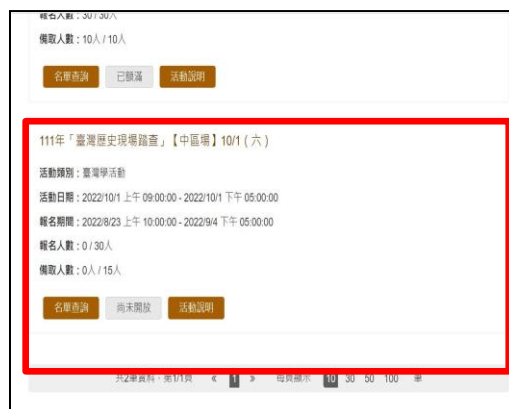 報名人數：30 / 30人
備取人數：10人 / 10人
名單查詢 已額滿 活動說明
111年「臺灣歷史現場踏查」【中區場】10/1 ( 六 )
活動類別：臺灣學活動
活動日期：2022/10/1 上午 09:00:00 - 2022/10/1 下午 05:00:00
報名期間：2022/8/23 上午 10:00:00 - 2022/9/4 下午 05:00:00
報名人數：0 / 30人
備取人數：0人 / 15人
名單查詢 尚未開放 活動說明
共2筆資料，第1/1頁 « 1 » 每頁顯示 10 30 50 100 筆